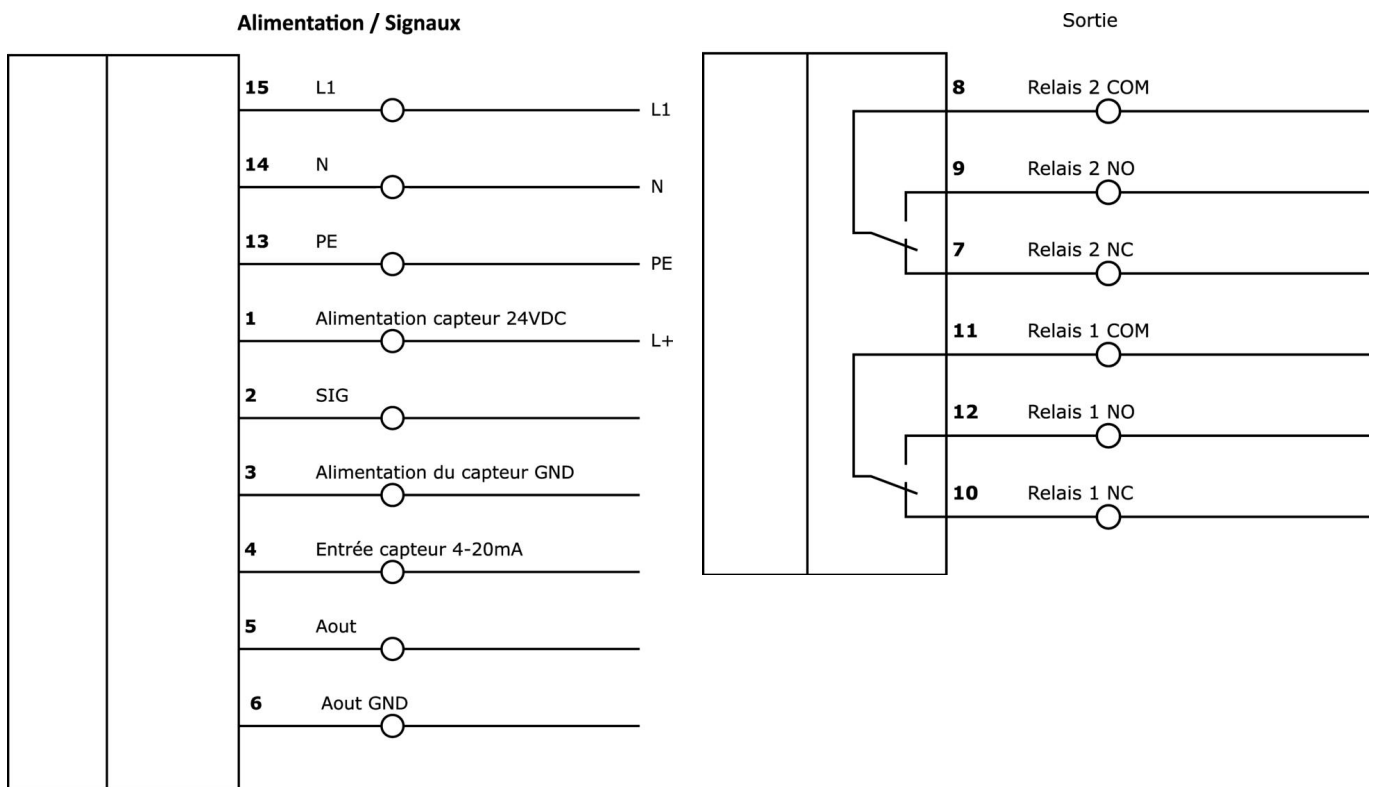 Alimentation / Signaux
15 L1
L1
14 N
N
13 PE
PE
1 Alimentation capteur 24VDC
L+
2 SIG
3 Alimentation du capteur GND
4 Entrée capteur 4-20mA
5 Aout
6 Aout GND
Sortie
8 Relais 2 COM
9 Relais 2 NO
7 Relais 2 NC
11 Relais 1 COM
12 Relais 1 NO
10 Relais 1 NC